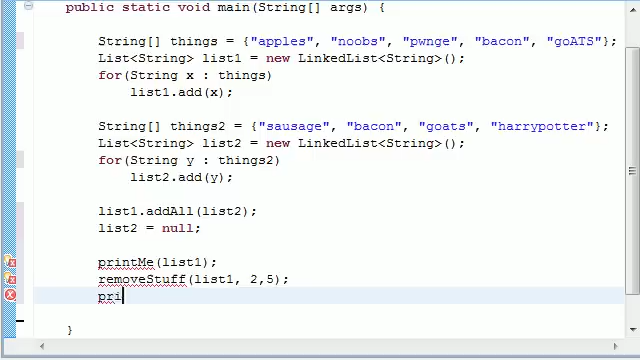 public static void main(String[] args) {
String[] things = {"apples", "noobs", "pwnge", "bacon", "goATS"};
List<String> list1 = new LinkedList<String>();
for(String x : things)
list1.add(x);
String[] things2 = {"sausage", "bacon", "goats", "harrypotter"};
List<String> list2 = new LinkedList<String>();
for(String y : things2)
list2.add(y);
list1.addAll(list2);
list2 = null;
printMe(list1);
removeStuff(list1, 2,5);
pri
}